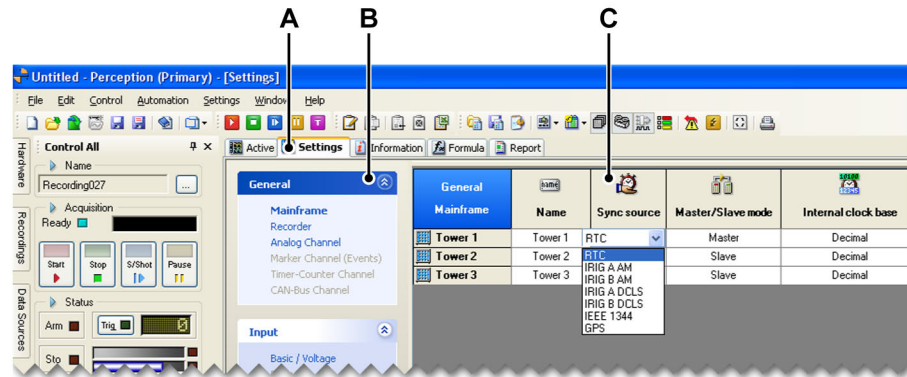 A B C
Untitled - Perception (Primary) - [Settings]
File Edit Control Automation Settings Window Help
Hardware
Recordings
Data Sources
Control All
Name
Recording027
...
Acquisition
Ready
Start Stop S/Shot Pause
Status
Arm Trig 0
Sto
Active Settings Information Formula Report
General
Mainframe
Recorder
Analog Channel
Marker Channel (Events)
Timer-Counter Channel
CAN-Bus Channel
Input
Basic / Voltage
General Mainframe
Name Sync source Master/Slave mode Internal clock base
Tower 1 Tower 1 RTC Master Decimal
Tower 2 Tower 2 Slave Decimal
Tower 3 Tower 3 Slave Decimal
RTC
IRIG A AM
IRIG B AM
IRIG A DCLS
IRIG B DCLS
IEEE 1344
GPS